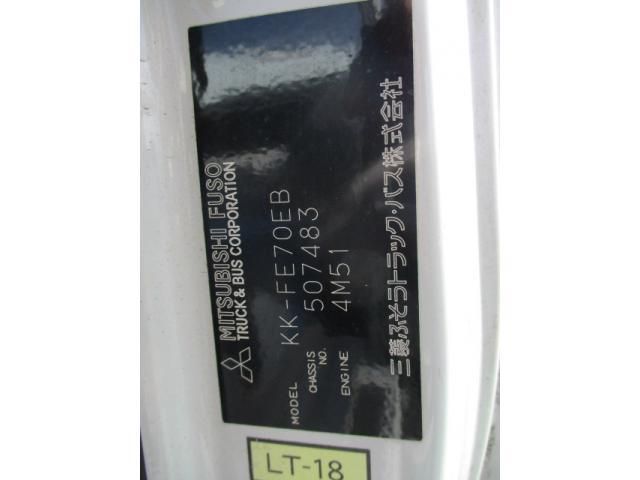 MITSUBISHI FUSO
TRUCK & BUS CORPORATION
MODEL KK-FE70EB
CHASSIS NO. 507483
ENGINE 4M51
三菱ふそうトラック・バス株式会社
LT-18